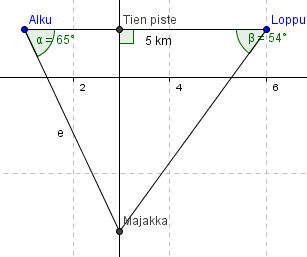 Alku
Tien piste
Loppu
α = 65°
5 km
β = 54°
2
4
6
e
Majakka